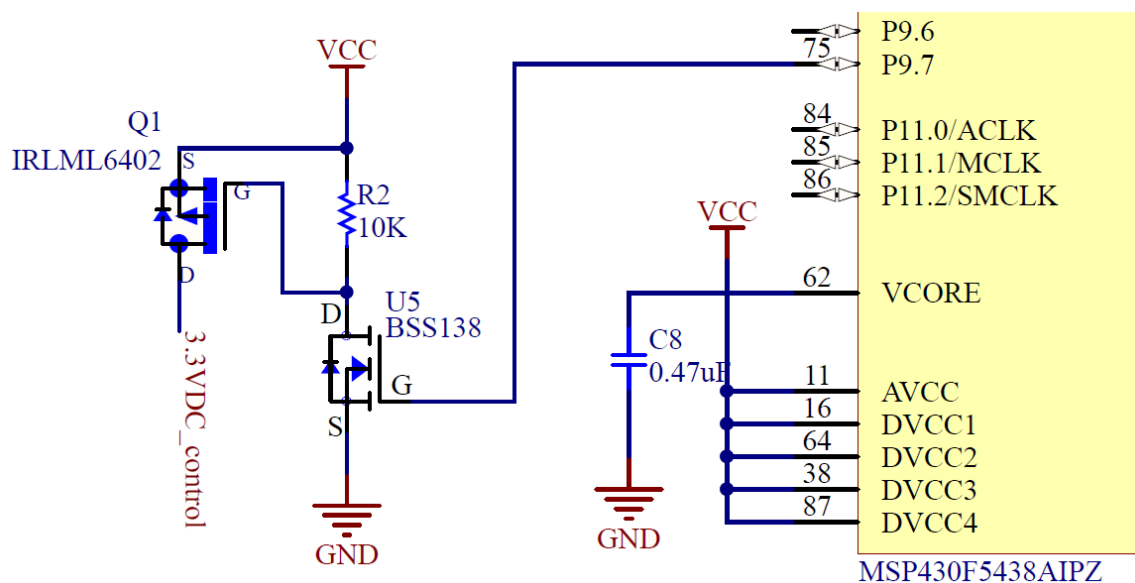 VCC
Q1
IRLML6402
S
G
D
R2
10K
3.3VDC_control
D
U5
BSS138
G
S
GND
P9.6
75
P9.7
84
P11.0/ACLK
85
P11.1/MCLK
86
P11.2/SMCLK
VCC
62
VCORE
C8
0.47uF
GND
11
AVCC
16
DVCC1
64
DVCC2
38
DVCC3
87
DVCC4
MSP430F5438AIPZ